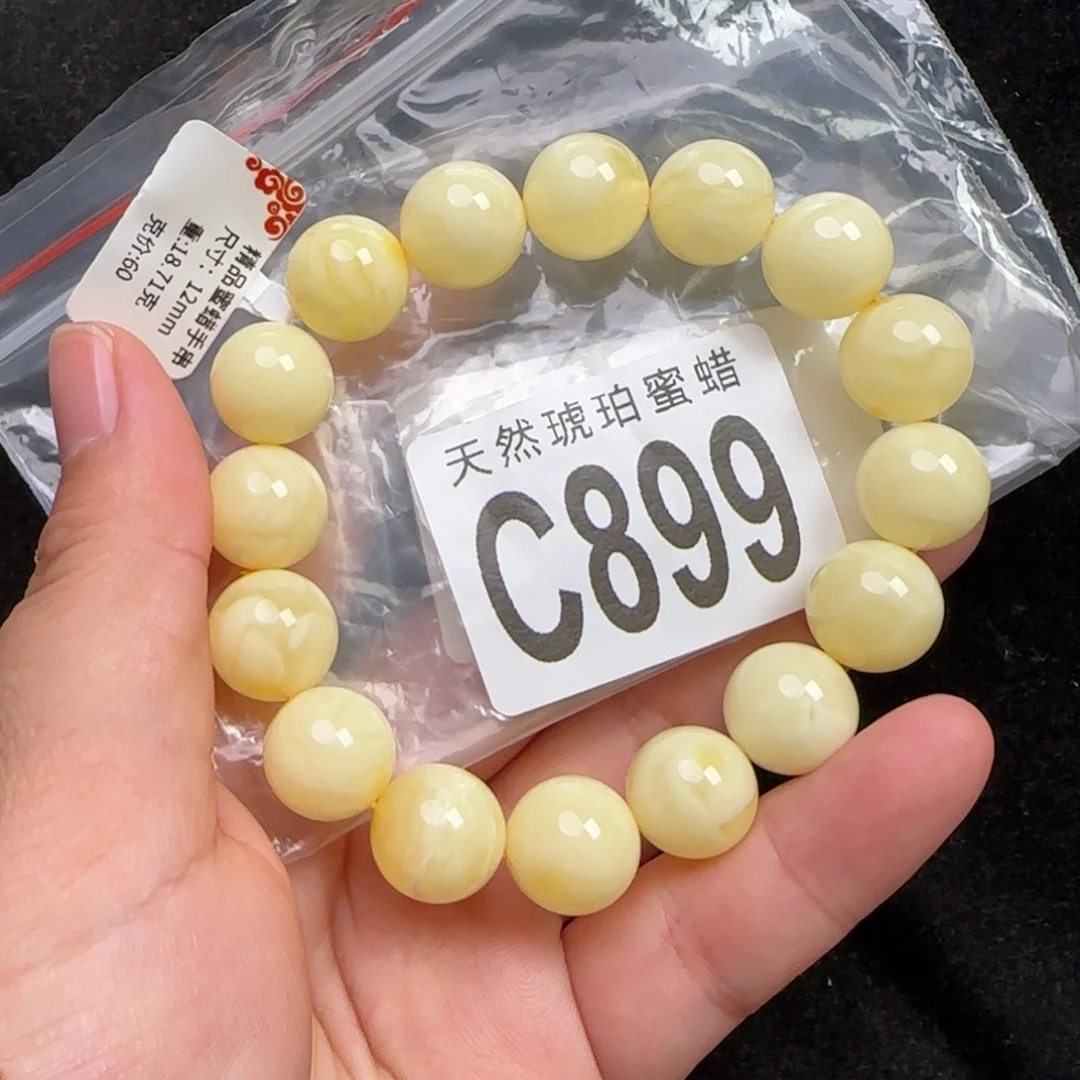 精品蜜蜡手串
尺寸：12mm
重:18.71克
克价:60
天然琥珀蜜蜡
C899